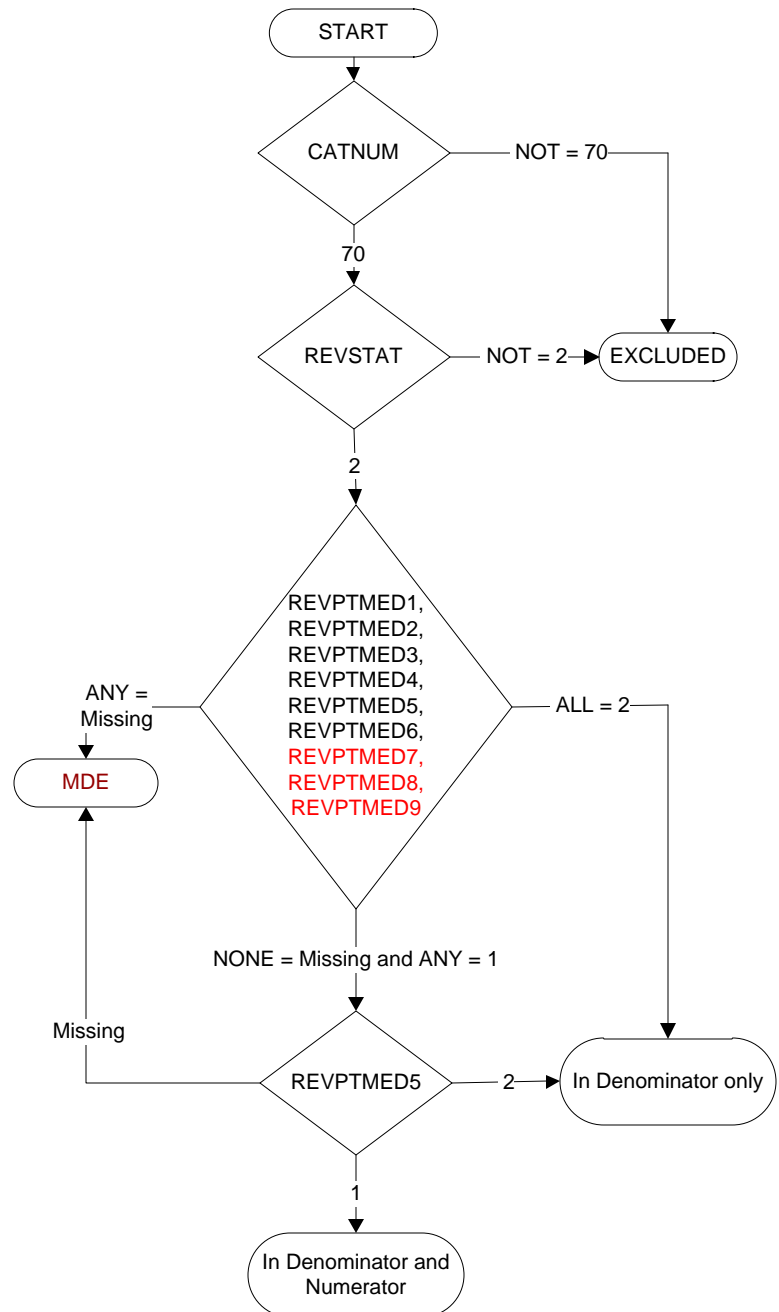 START
CATNUM
NOT = 70
70
REVSTAT
NOT = 2
EXCLUDED
2
REVPTMED1,
REVPTMED2,
REVPTMED3,
REVPTMED4,
REVPTMED5,
REVPTMED6,
REVPTMED7,
REVPTMED8,
REVPTMED9
ANY =
Missing
ALL = 2
MDE
NONE = Missing and ANY = 1
Missing
REVPTMED5
2
In Denominator only
1
In Denominator and
Numerator